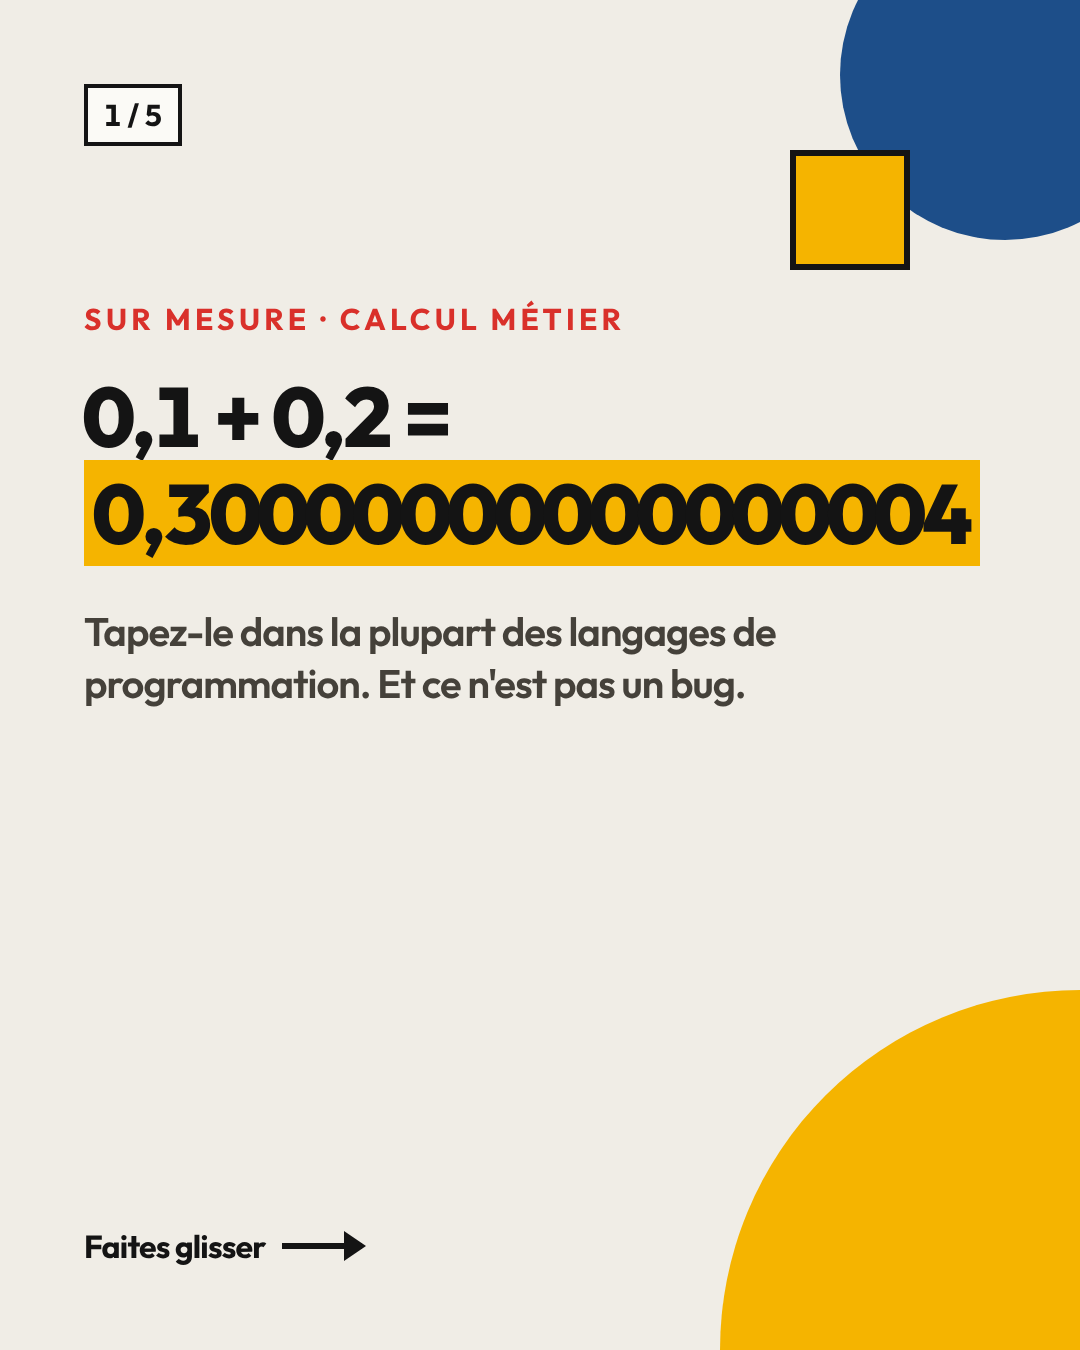 1 / 5
SUR MESURE · CALCUL MÉTIER
0,1 + 0,2 =
0,30000000000000004
Tapez-le dans la plupart des langages de
programmation. Et ce n'est pas un bug.
Faites glisser